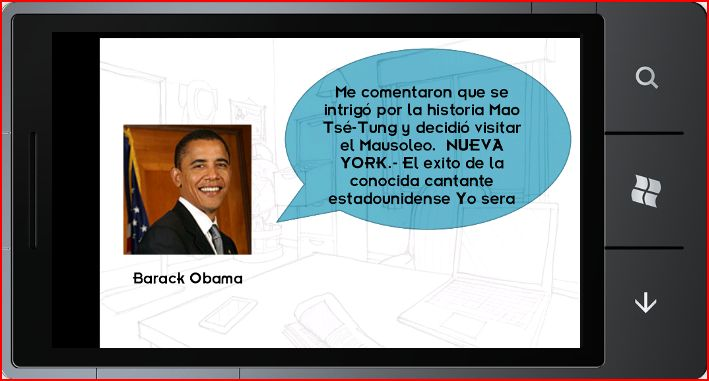 Me comentaron que se
intrigó por la historia Mao
Tsé-Tung y decidió visitar
el Mausoleo. NUEVA
YORK.- El exito de la
conocida cantante
estadounidense Yo sera
Barack Obama